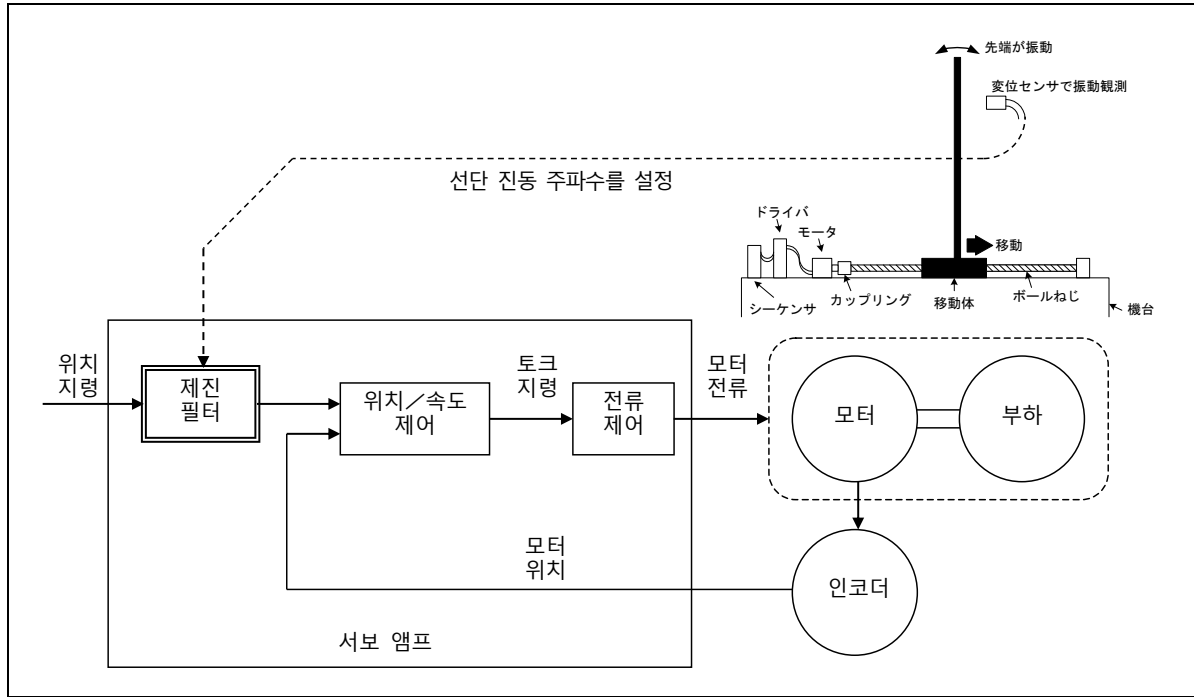 先端が振動
変位センサで振動観測
선단 진동 주파수를 설정
ドライバ
モータ
移動
シーケンサ
カップリング
移動体
ボールねじ
機台
위치
지령
제진
필터
위치／속도
제어
토크
지령
전류
제어
모터
전류
모터
부하
모터
위치
인코더
서보 앰프